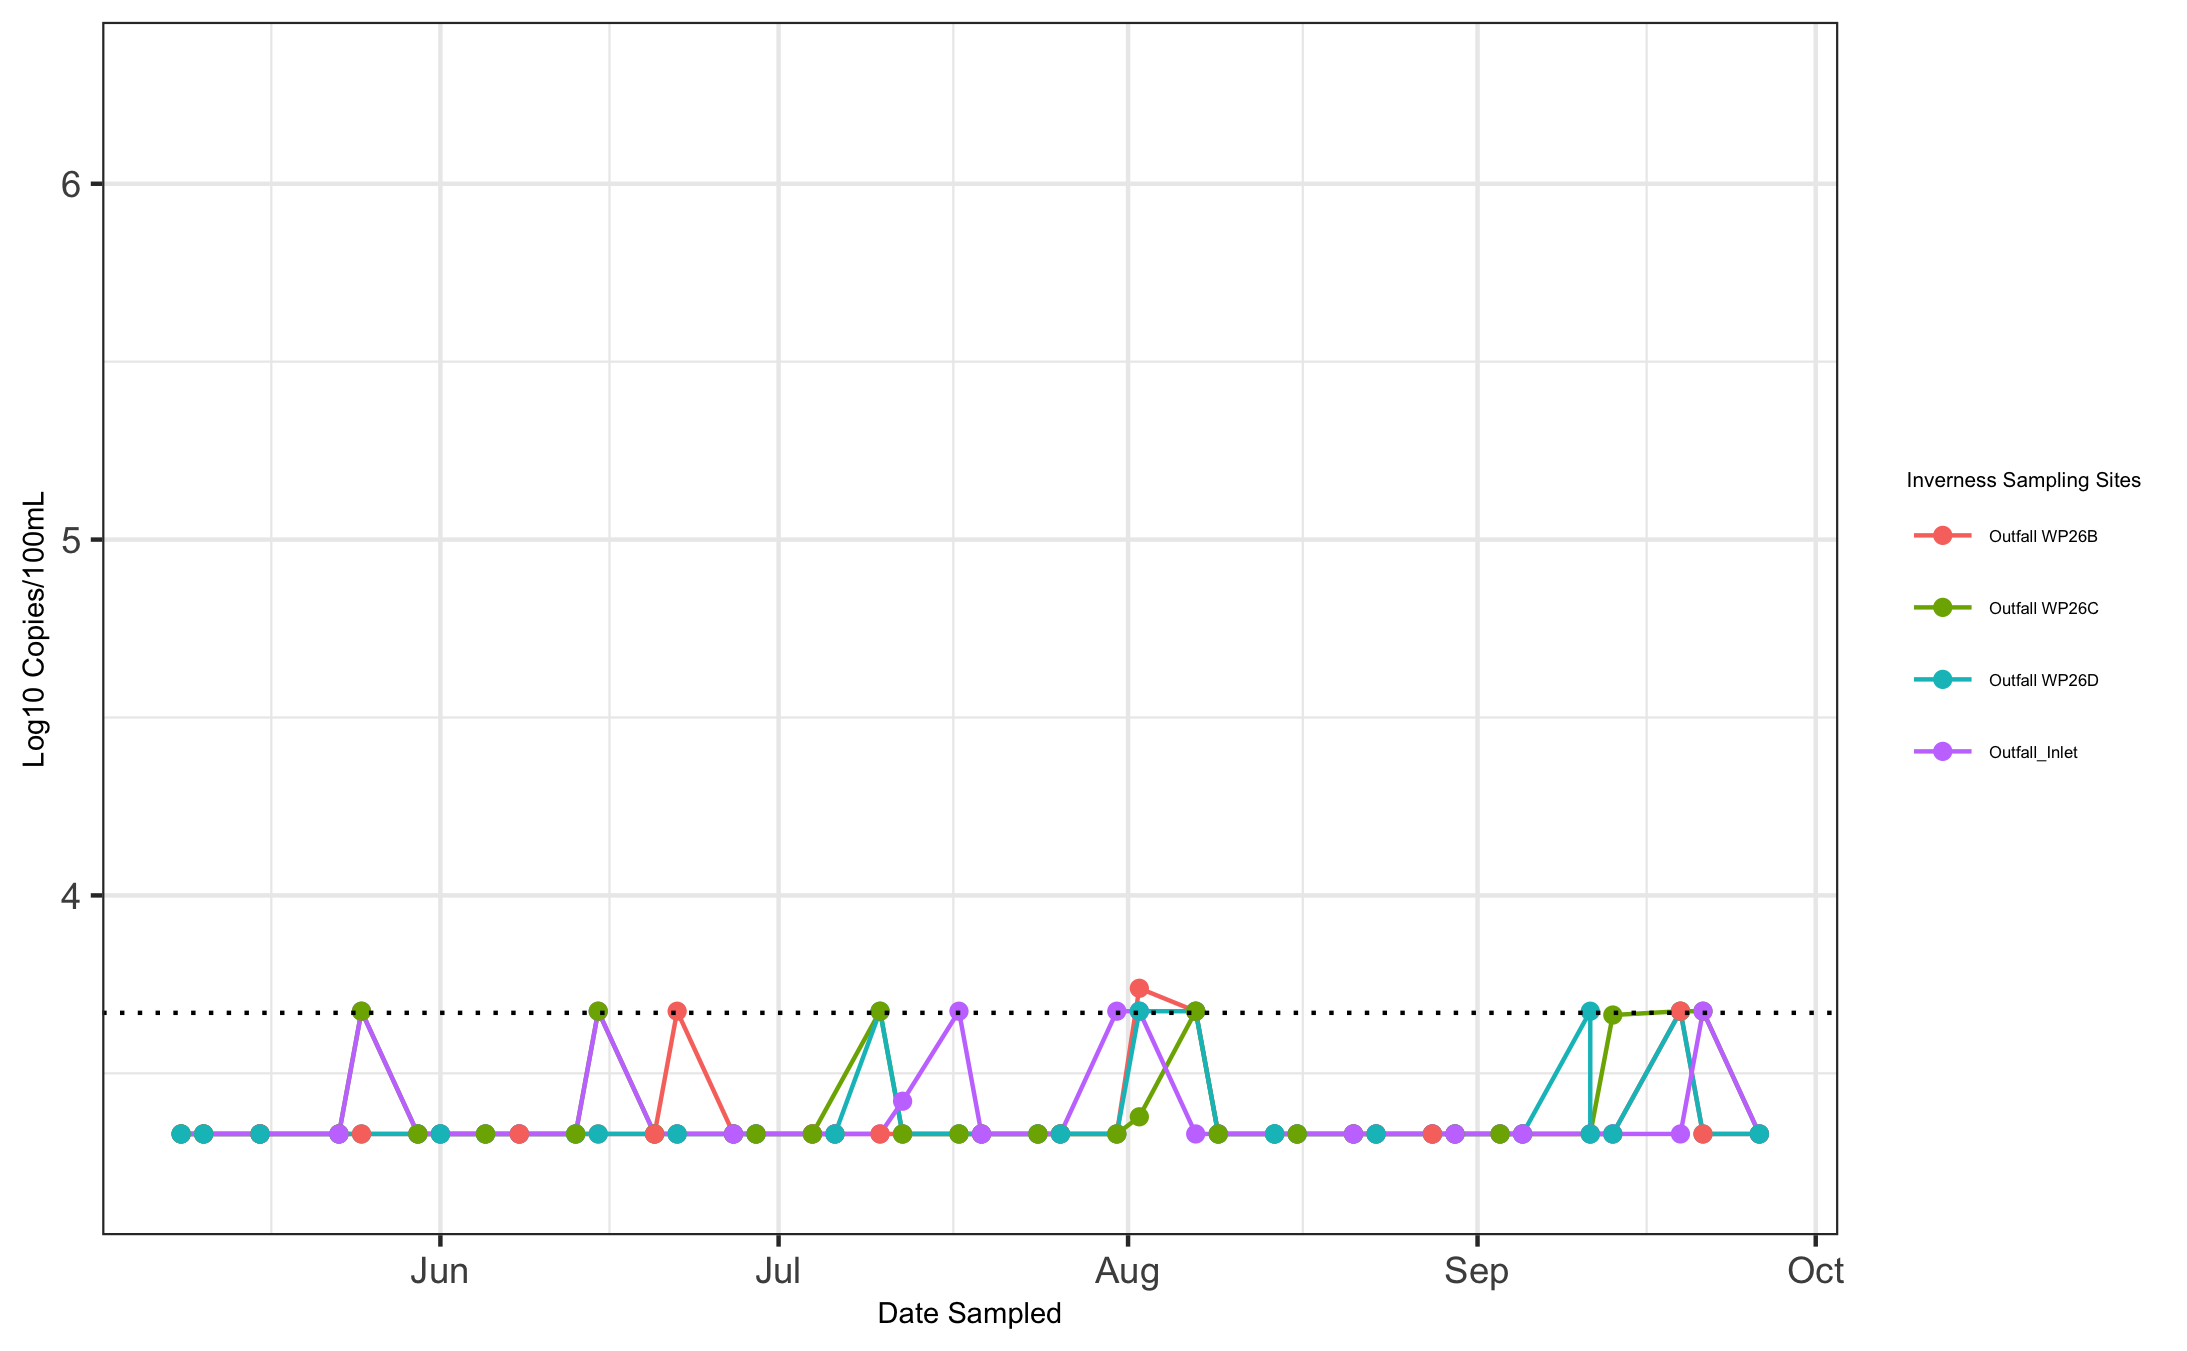 6
5
4
Log10 Copies/100mL
Jun
Jul
Aug
Sep
Oct
Date Sampled
Inverness Sampling Sites
Outfall WP26B
Outfall WP26C
Outfall WP26D
Outfall_Inlet